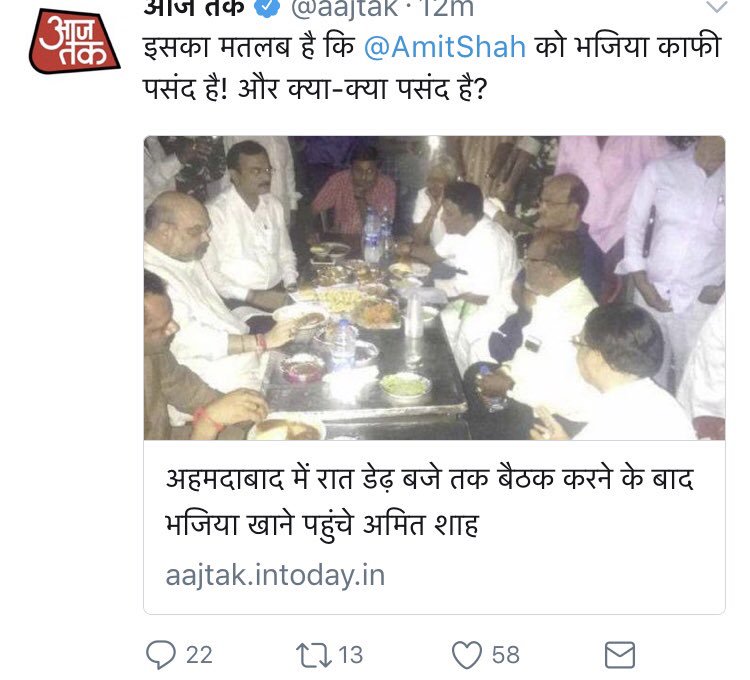 आज तक @aajtak · 12m
आज
तक
इसका मतलब है कि @AmitShah को भजिया काफी
पसंद है! और क्या-क्या पसंद है?
अहमदाबाद में रात डेढ़ बजे तक बैठक करने के बाद
भजिया खाने पहुंचे अमित शाह
aajtak.intoday.in
22 13 58